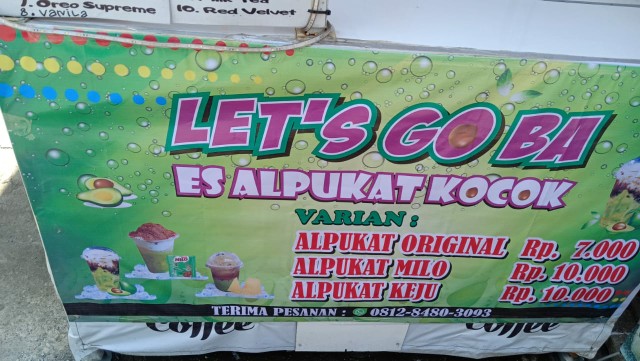 7. Oreo Supreme
8. Vanila
10. Red Velvet
LET'S GO BA
ES ALPUKAT KOCOK
VARIAN :
ALPUKAT ORIGINAL Rp. 7.000
ALPUKAT MILO Rp. 10.000
ALPUKAT KEJU Rp. 10.000
TERIMA PESANAN : 0812-8480-3093
Coffee Coffee